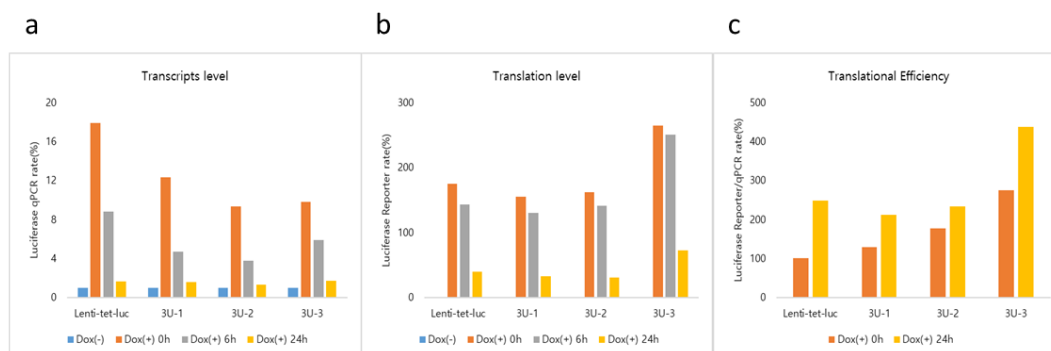 a
b
c
Transcripts level
Luciferase qPCR rate(%)
20
16
12
8
4
0
Lenti-tet-luc 3U-1 3U-2 3U-3
Dox(-) Dox(+) 0h Dox(+) 6h Dox(+) 24h
Translation level
Luciferase Reporter rate(%)
300
200
100
0
Lenti-tet-luc 3U-1 3U-2 3U-3
Dox(-) Dox(+) 0h Dox(+) 6h Dox(+) 24h
Translational Efficiency
Luciferase Reporter/qPCR rate(%)
500
400
300
200
100
0
Lenti-tet-luc 3U-1 3U-2 3U-3
Dox(+) 0h Dox(+) 24h